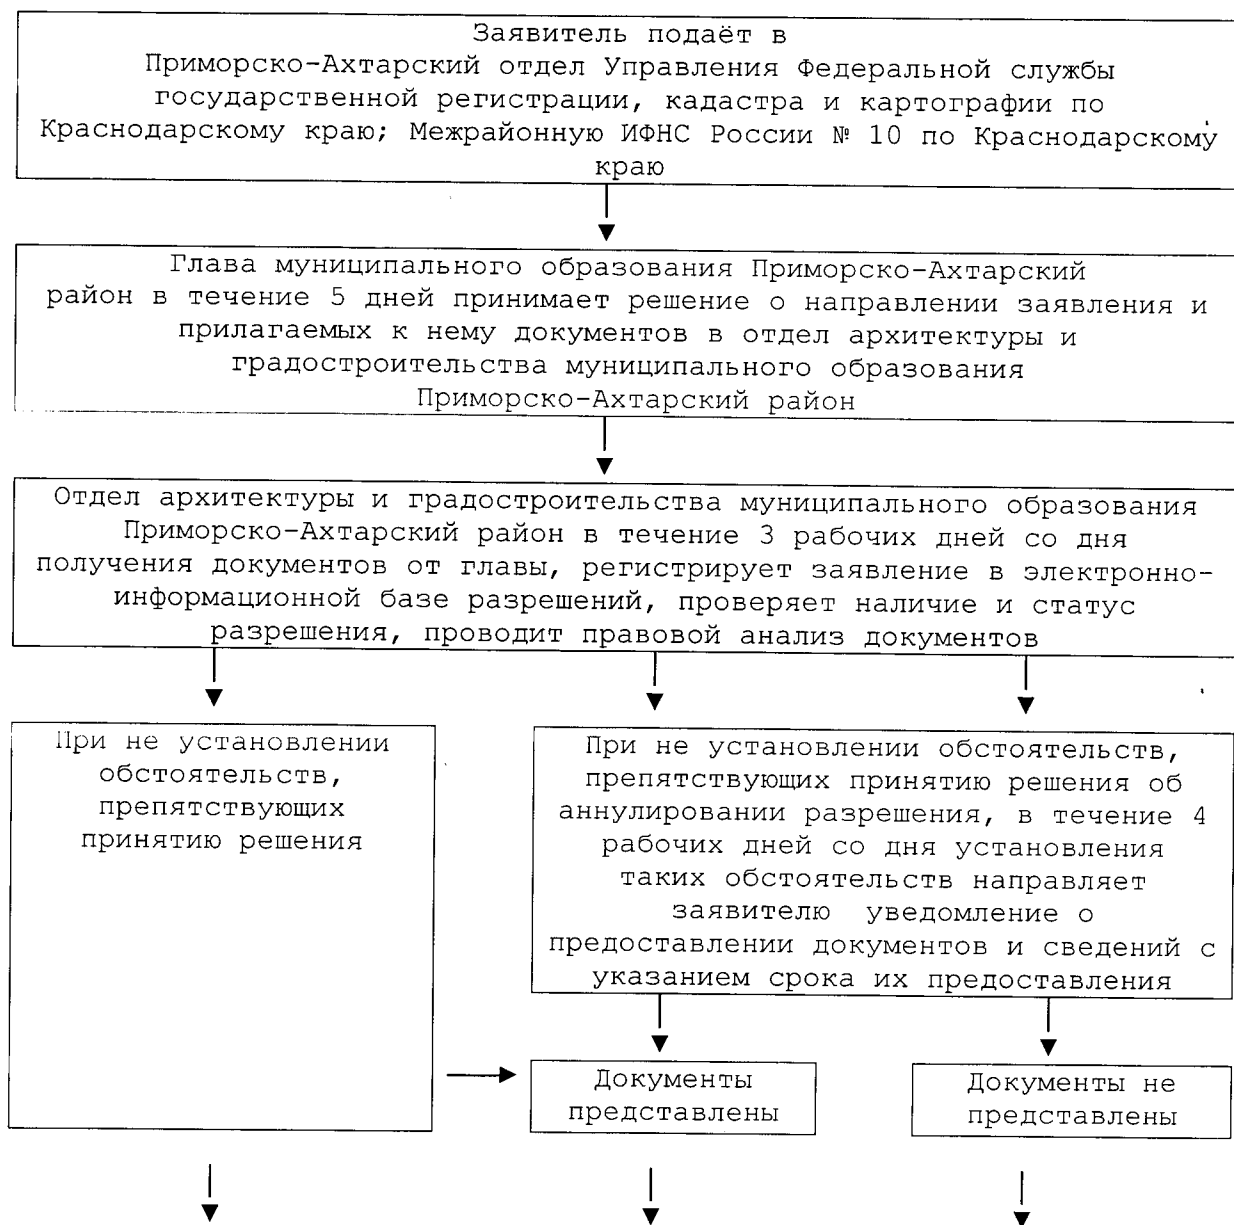 Заявитель подаёт в
Приморско-Ахтарский отдел Управления Федеральной службы
государственной регистрации, кадастра и картографии по
Краснодарскому краю; Межрайонную ИФНС России № 10 по Краснодарскому
краю
Глава муниципального образования Приморско-Ахтарский
район в течение 5 дней принимает решение о направлении заявления и
прилагаемых к нему документов в отдел архитектуры и
градостроительства муниципального образования
Приморско-Ахтарский район
Отдел архитектуры и градостроительства муниципального образования
Приморско-Ахтарский район в течение 3 рабочих дней со дня
получения документов от главы, регистрирует заявление в электронно-
информационной базе разрешений, проверяет наличие и статус
разрешения, проводит правовой анализ документов
При не установлении
обстоятельств,
препятствующих
принятию решения
При не установлении обстоятельств,
препятствующих принятию решения об
аннулировании разрешения, в течение 4
рабочих дней со дня установления
таких обстоятельств направляет
заявителю уведомление о
предоставлении документов и сведений с
указанием срока их предоставления
Документы
представлены
Документы не
представлены